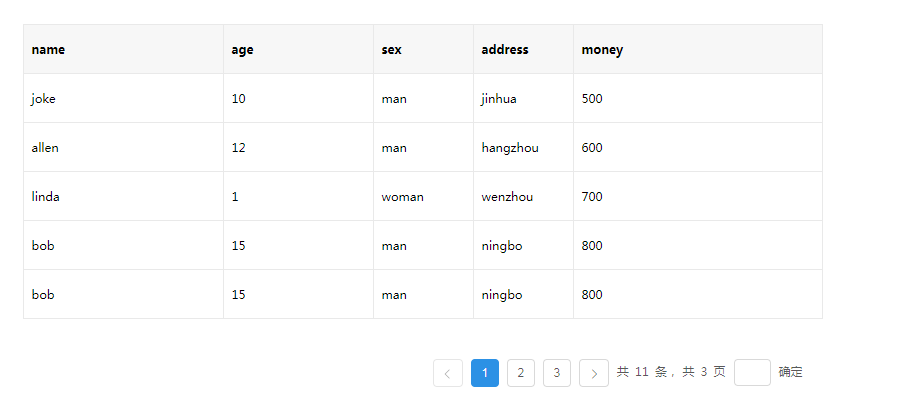 name age sex address money
joke 10 man jinhua 500
allen 12 man hangzhou 600
linda 1 woman wenzhou 700
bob 15 man ningbo 800
bob 15 man ningbo 800
1 2 3 共 11 条，共 3 页 确定